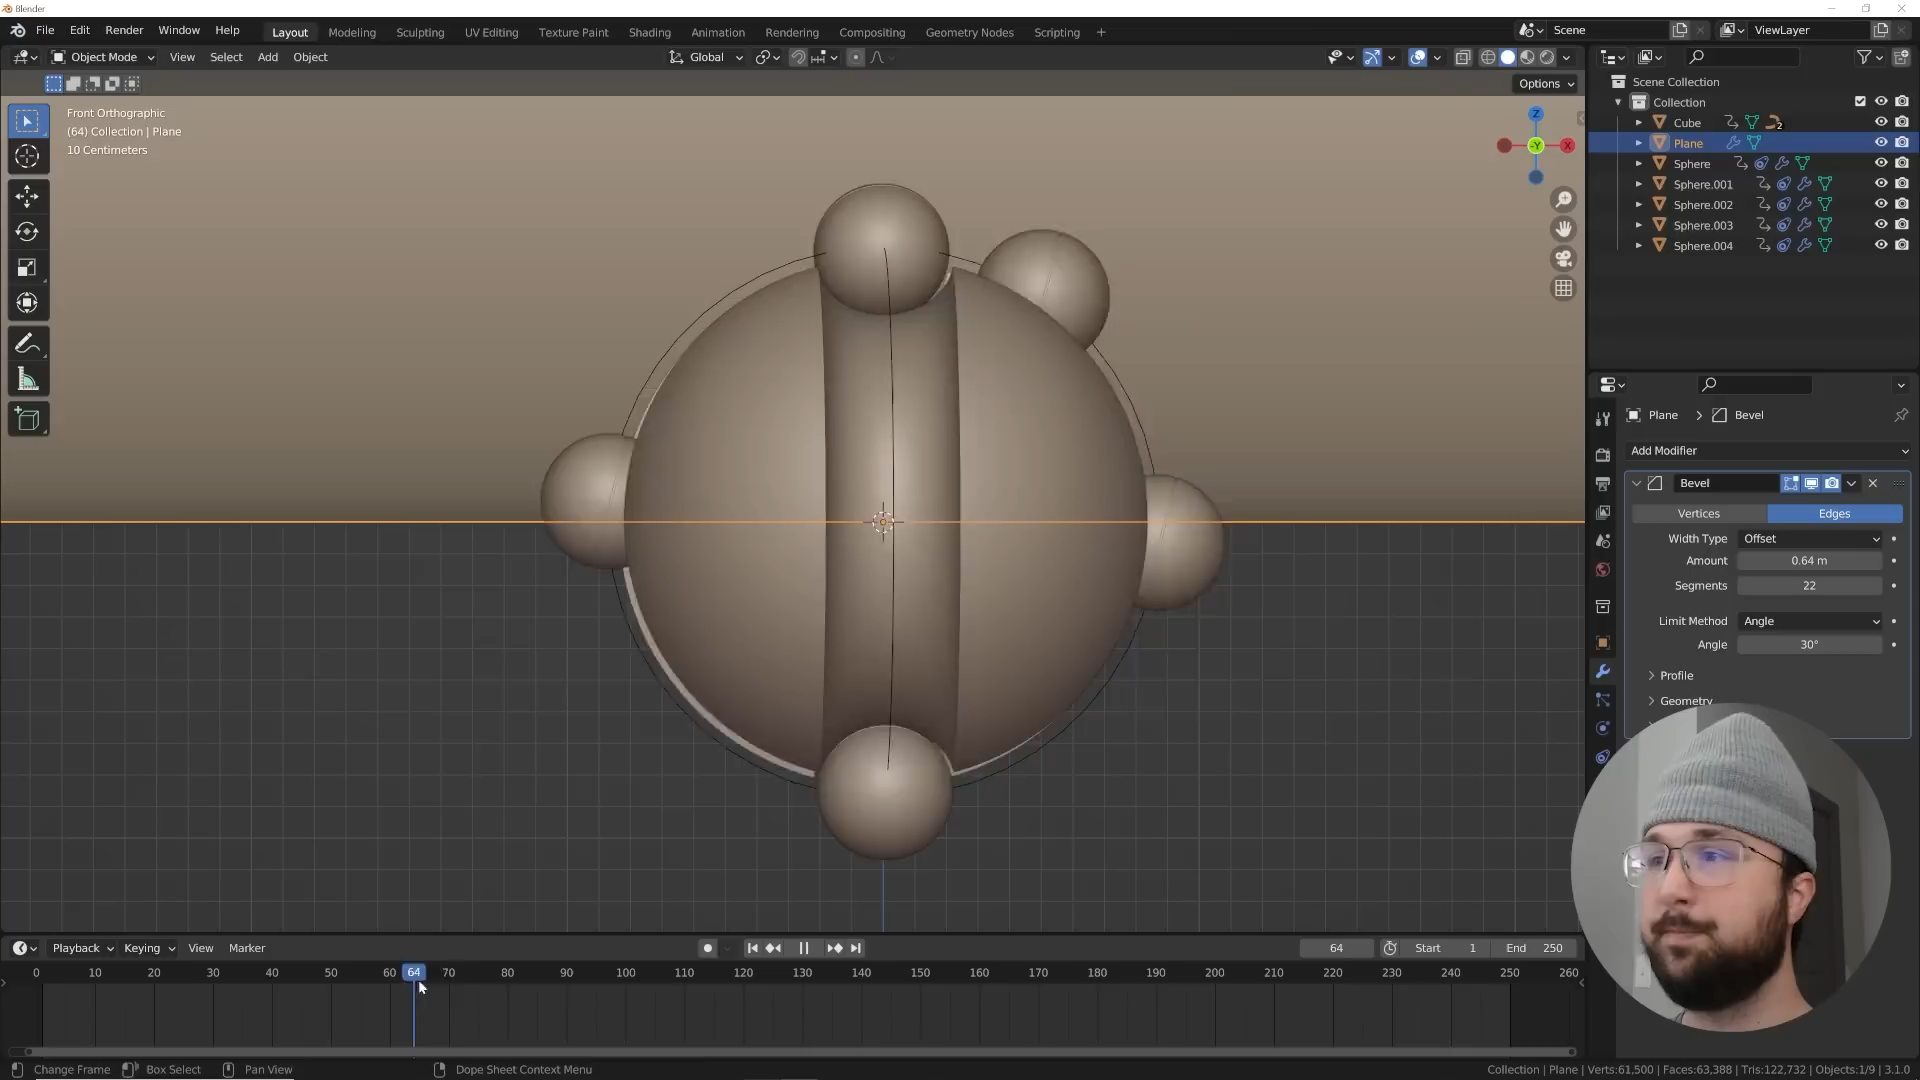 Blender
File Edit Render Window Help Layout Modeling Sculpting UV Editing Texture Paint Shading Animation Rendering Compositing Geometry Nodes Scripting + Scene ViewLayer
Object Mode View Select Add Object Global
Options
Front Orthographic
(64) Collection | Plane
10 Centimeters
Z
-Y X
Scene Collection
Collection
Cube 2
Plane
Sphere
Sphere.001
Sphere.002
Sphere.003
Sphere.004
Plane > Bevel
Add Modifier
Bevel
Vertices Edges
Width Type Offset
Amount 0.64 m
Segments 22
Limit Method Angle
Angle 30°
Profile
Geometry
Playback Keying View Marker 64 Start 1 End 250
0 10 20 30 40 50 60 64 70 80 90 100 110 120 130 140 150 160 170 180 190 200 210 220 230 240 250 260
Change Frame Box Select Pan View Dope Sheet Context Menu Collection | Plane | Verts:61,500 | Faces:63,388 | Tris:122,732 | Objects:1/9 | 3.1.0